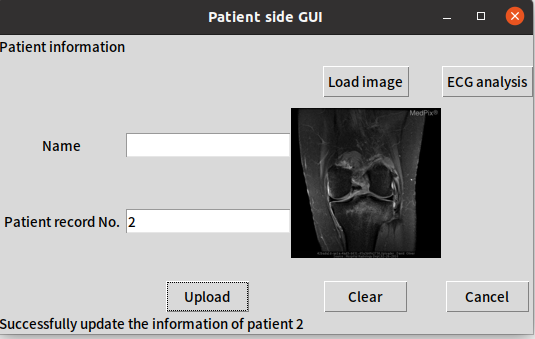 Patient side GUI
Patient information
Load image
ECG analysis
MedPix®
Name
Patient record No.
2
Upload
Clear
Cancel
Successfully update the information of patient 2